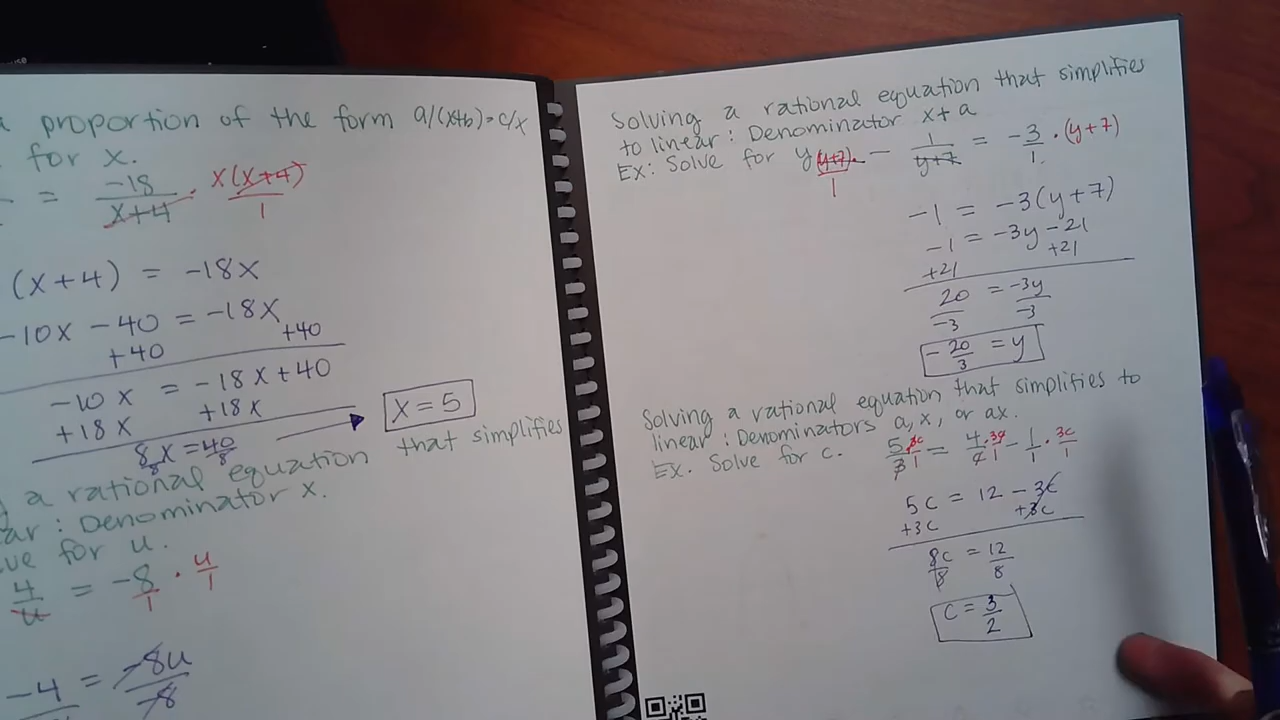 proportion of the form a/(x+b)=c/x
for x.
= -18/x+4 · x(x+4)/1
(x+4) = -18x
-10x -40 = -18x
+40 +40
-10x = -18x+40
+18x +18x
8x/8 = 40/8 → x=5
a rational equation that simplifies
: Denominator x.
for u.
4/u = -8/1 · u/1
-4 = -8u/-8
Solving a rational equation that simplifies
to linear: Denominator x+a
Ex: Solve for y (y+7)/1 · - 1/y+7 = -3/1 · (y+7)
-1 = -3(y+7)
-1 = -3y -21
+21 +21
20/-3 = -3y/-3
-20/3 = y
Solving a rational equation that simplifies to
linear: Denominators a, x, or ax.
Ex. Solve for c. 5/3 · 3c/1 = 4/c · 3c/1 - 1/1 · 3c/1
5c = 12 - 3c
+3c +3c
8c/8 = 12/8
c = 3/2